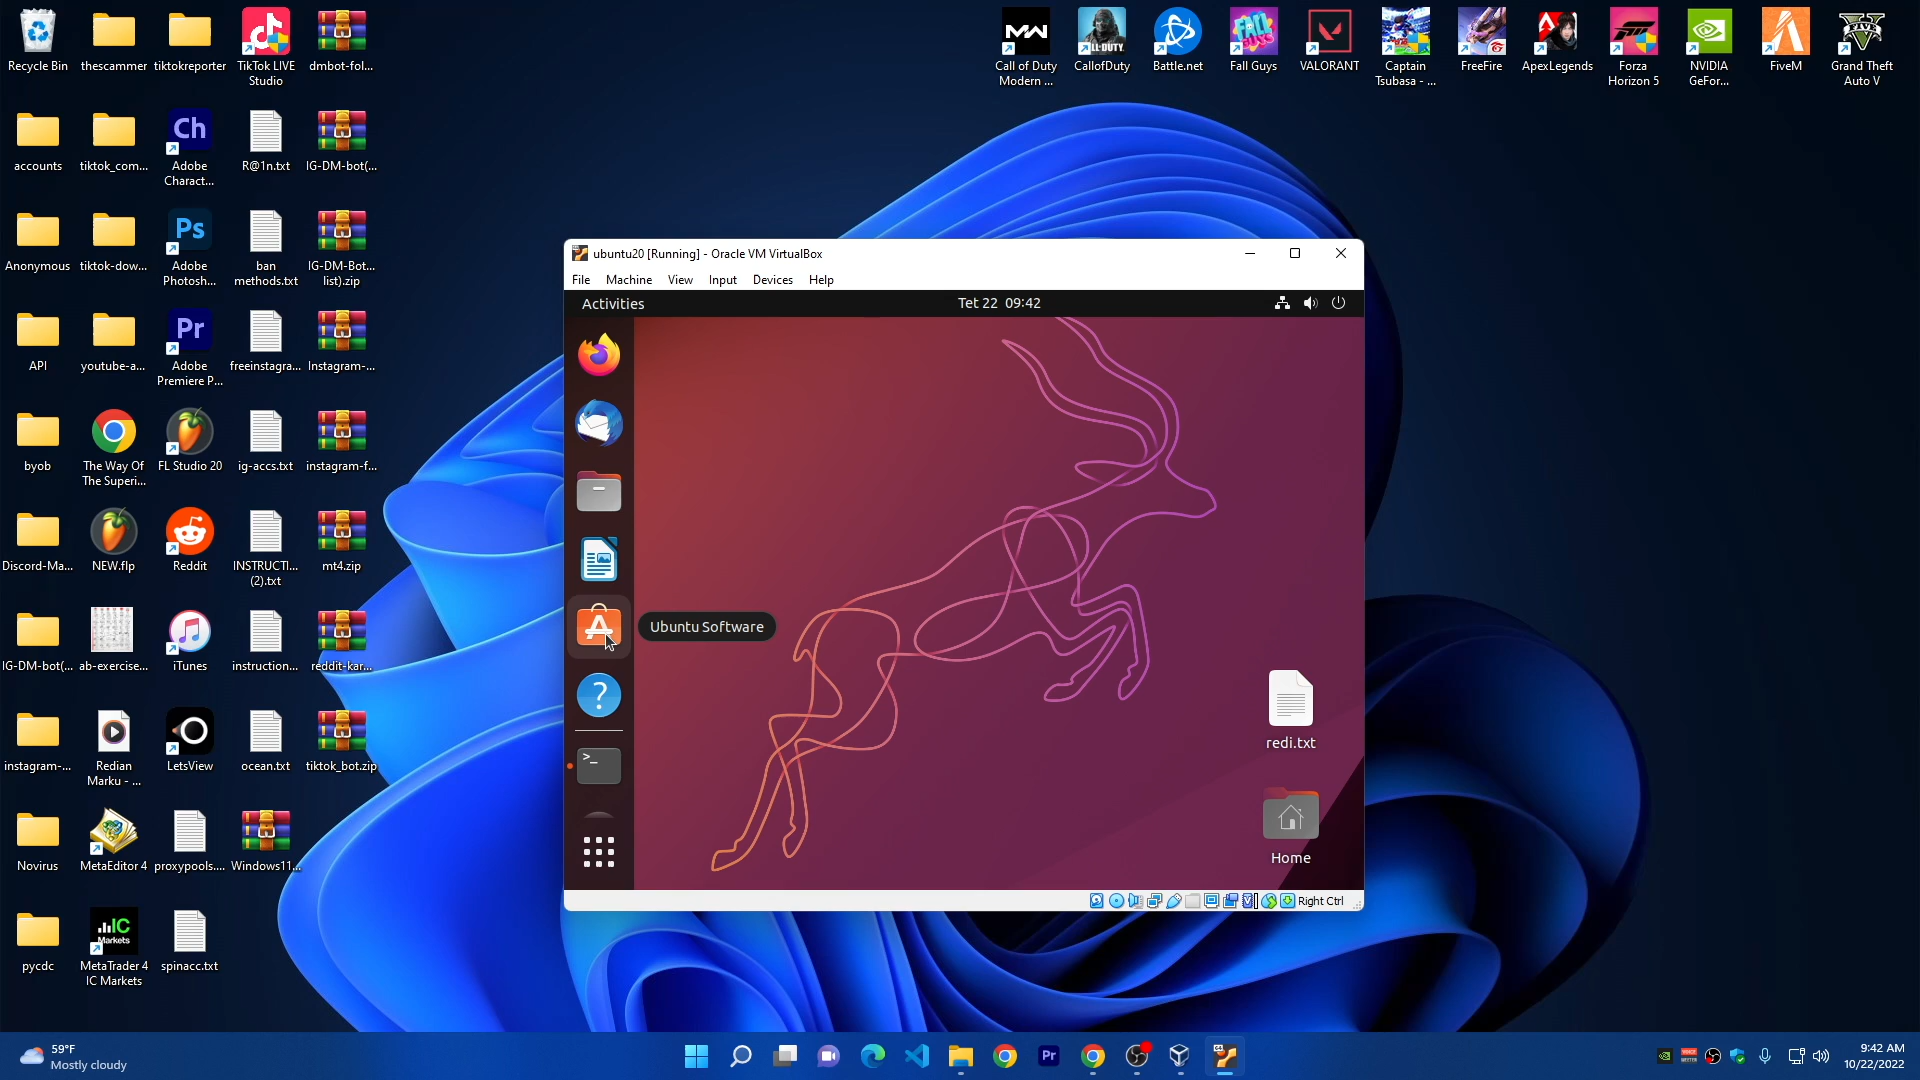 Recycle Bin
thescammer
tiktokreporter
TikTok LIVE
Studio
dmbot-fol...
Call of Duty
Modern ...
CallofDuty
Battle.net
Fall Guys
VALORANT
Captain
Tsubasa - ...
FreeFire
ApexLegends
Forza
Horizon 5
NVIDIA
GeFor...
FiveM
Grand Theft
Auto V
accounts
tiktok_com...
Ch
Adobe
Charact...
R@1n.txt
IG-DM-bot(...
Anonymous
tiktok-dow...
Ps
Adobe
Photosh...
ban
methods.txt
IG-DM-Bot...
list).zip
API
youtube-a...
Pr
Adobe
Premiere P...
freeinstagra...
Instagram-...
byob
The Way Of
The Superi...
FL Studio 20
ig-accs.txt
instagram-f...
Discord-Ma...
NEW.flp
Reddit
INSTRUCTI...
(2).txt
mt4.zip
IG-DM-bot(...
ab-exercise...
iTunes
instruction...
reddit-kar...
instagram-...
Redian
Marku - ...
LetsView
ocean.txt
tiktok_bot.zip
Novirus
MetaEditor 4
proxypools....
Windows11...
pycdc
IC
Markets
MetaTrader 4
IC Markets
spinacc.txt
ubuntu20 [Running] - Oracle VM VirtualBox
File Machine View Input Devices Help
Activities
Tet 22 09:42
Ubuntu Software
redi.txt
Home
Right Ctrl
59°F
Mostly cloudy
Pr
9:42 AM
10/22/2022